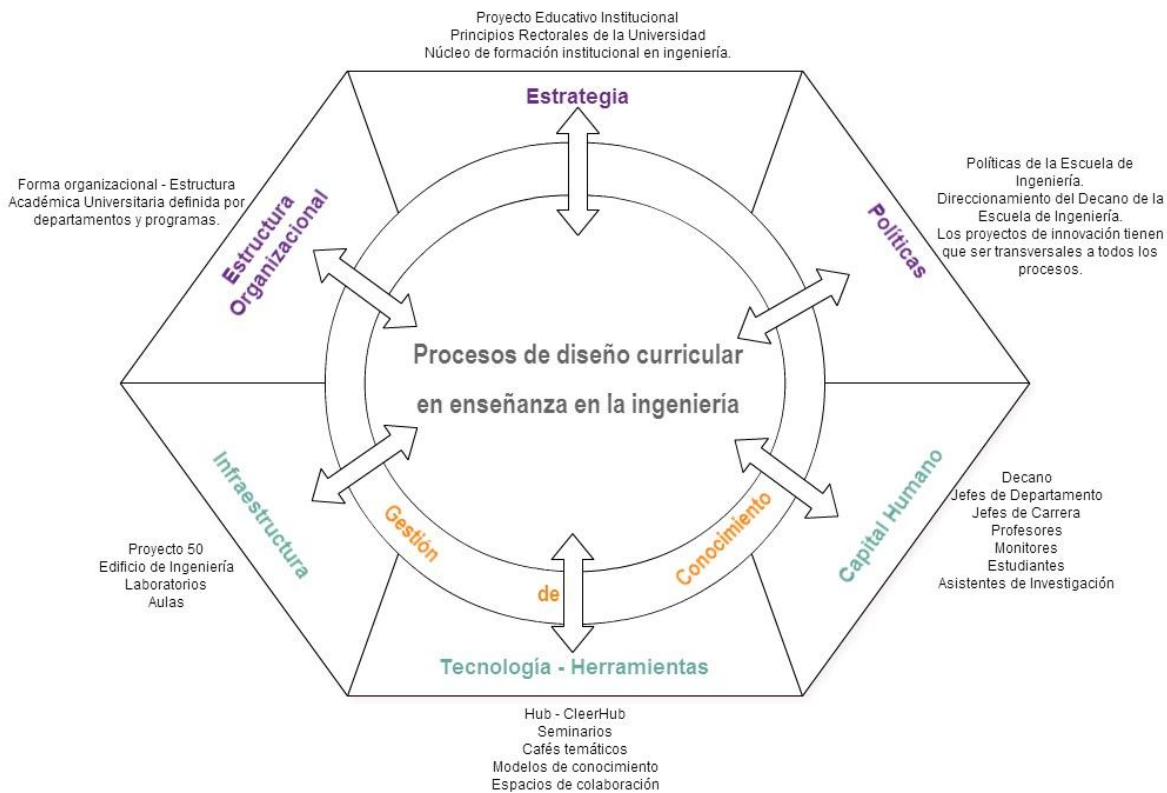 Proyecto Educativo Institucional
Principios Rectorales de la Universidad
Núcleo de formación institucional en ingeniería.
Estrategia
Forma organizacional - Estructura
Académica Universitaria definida por
departamentos y programas.
Estructura
Organizacional
Políticas
Políticas de la Escuela de
Ingeniería.
Direccionamiento del Decano de la
Escuela de Ingeniería.
Los proyectos de innovación tienen
que ser transversales a todos los
procesos.
Procesos de diseño curricular
en enseñanza en la ingeniería
Infraestructura
Proyecto 50
Edificio de Ingeniería
Laboratorios
Aulas
Gestión
de
Conocimiento
Capital Humano
Decano
Jefes de Departamento
Jefes de Carrera
Profesores
Monitores
Estudiantes
Asistentes de Investigación
Tecnología - Herramientas
Hub - CleerHub
Seminarios
Cafés temáticos
Modelos de conocimiento
Espacios de colaboración